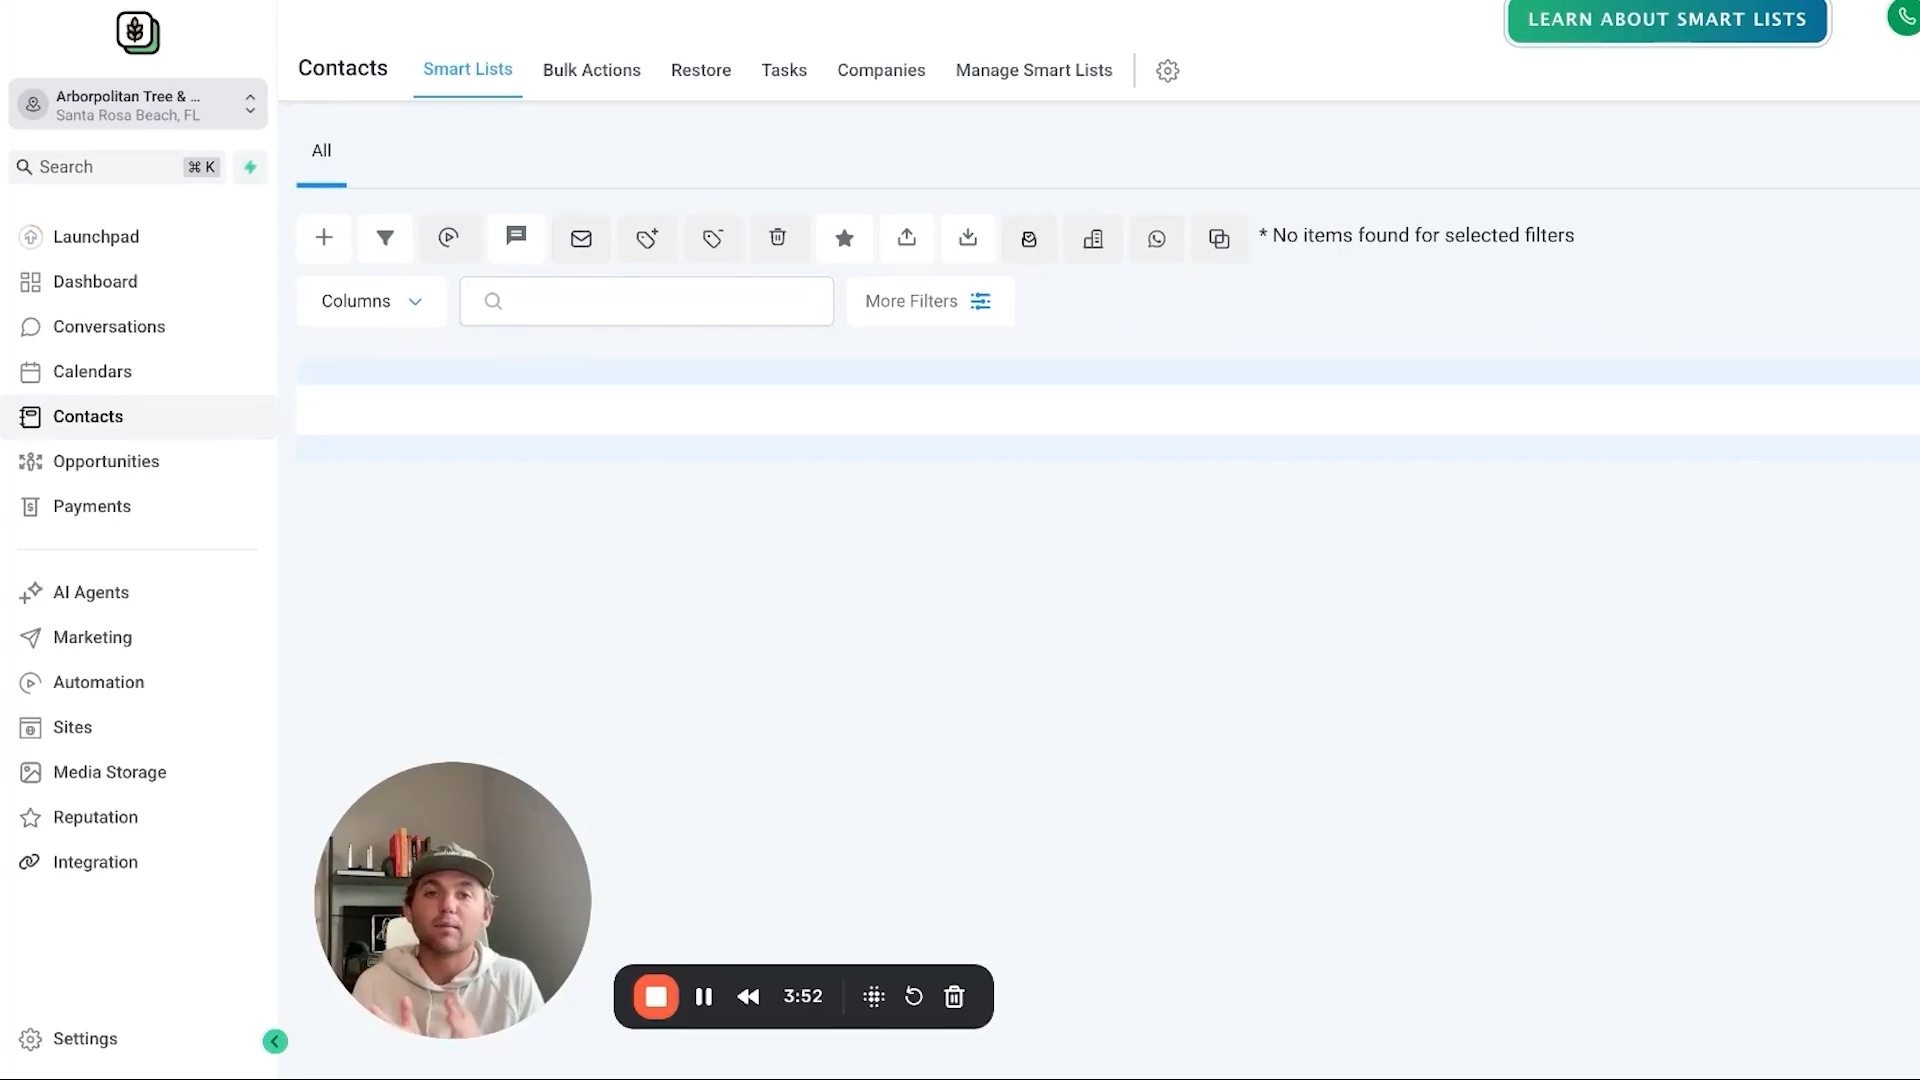 LEARN ABOUT SMART LISTS
Contacts
Smart Lists
Bulk Actions
Restore
Tasks
Companies
Manage Smart Lists
Arborpolitan Tree & ...
Santa Rosa Beach, FL
Search
⌘ K
All
Launchpad
Dashboard
Conversations
Calendars
Contacts
Opportunities
Payments
AI Agents
Marketing
Automation
Sites
Media Storage
Reputation
Integration
Settings
* No items found for selected filters
Columns
More Filters
3:52